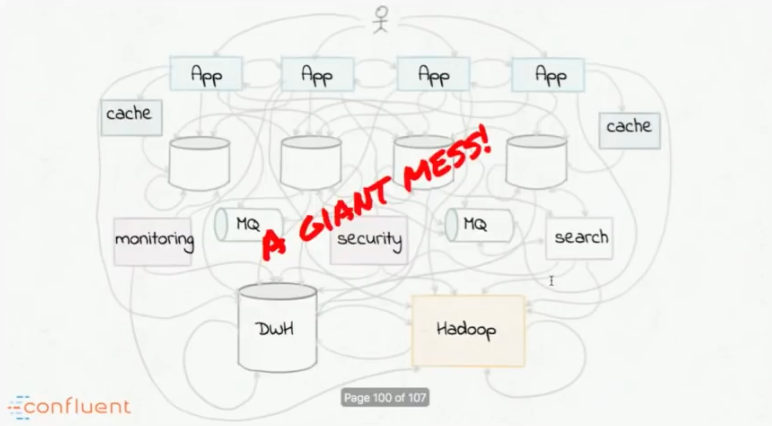 App App App App
cache
cache
A GIANT MESS!
MQ MQ
monitoring security search
DWH Hadoop
Page 100 of 107
confluent